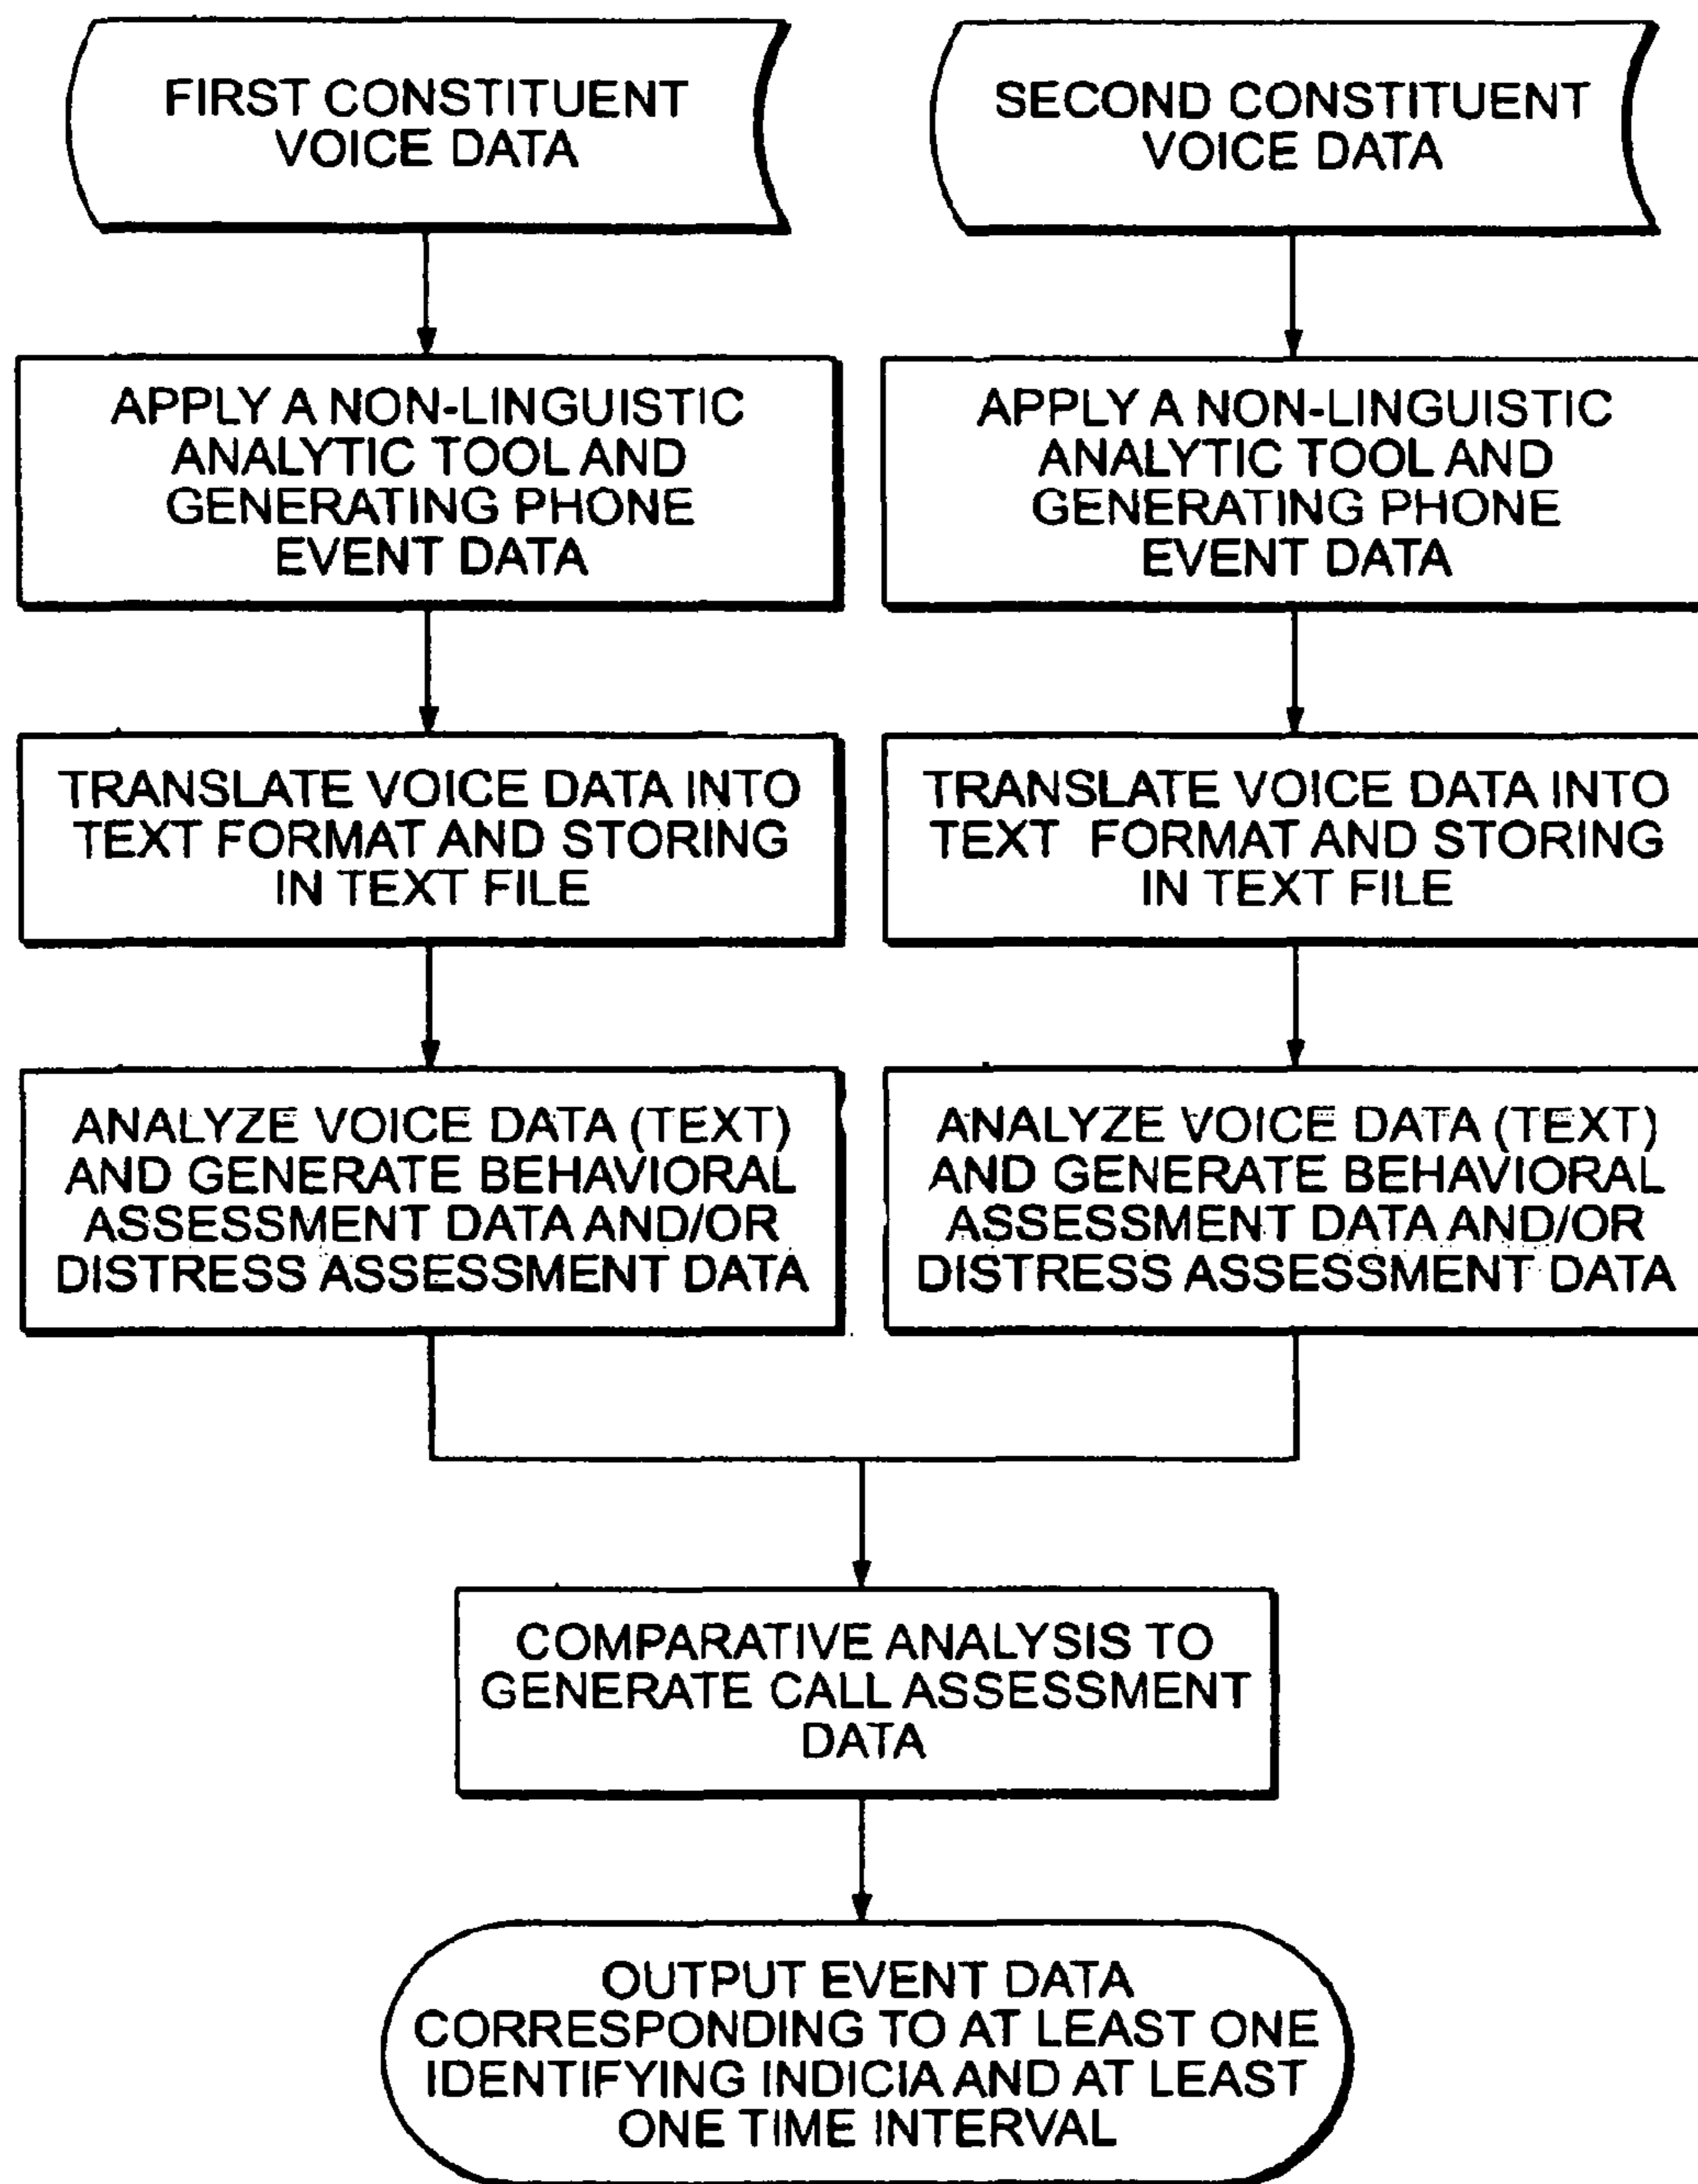 FIRST CONSTITUENT
VOICE DATA
SECOND CONSTITUENT
VOICE DATA
APPLY A NON-LINGUISTIC
ANALYTIC TOOL AND
GENERATING PHONE
EVENT DATA
APPLY A NON-LINGUISTIC
ANALYTIC TOOL AND
GENERATING PHONE
EVENT DATA
TRANSLATE VOICE DATA INTO
TEXT FORMAT AND STORING
IN TEXT FILE
TRANSLATE VOICE DATA INTO
TEXT FORMAT AND STORING
IN TEXT FILE
ANALYZE VOICE DATA (TEXT)
AND GENERATE BEHAVIORAL
ASSESSMENT DATA AND/OR
DISTRESS ASSESSMENT DATA
ANALYZE VOICE DATA (TEXT)
AND GENERATE BEHAVIORAL
ASSESSMENT DATA AND/OR
DISTRESS ASSESSMENT DATA
COMPARATIVE ANALYSIS TO
GENERATE CALL ASSESSMENT
DATA
OUTPUT EVENT DATA
CORRESPONDING TO AT LEAST ONE
IDENTIFYING INDICIA AND AT LEAST
ONE TIME INTERVAL